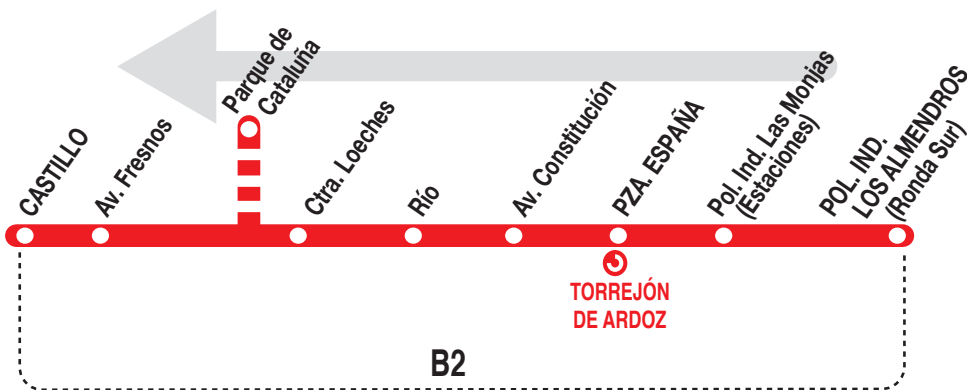 CASTILLO
Av. Fresnos
Parque de
Cataluña
Ctra. Loeches
Río
Av. Constitución
PZA. ESPAÑA
Pol. Ind. Las Monjas
(Estaciones)
POL. IND.
LOS ALMENDROS
(Ronda Sur)
TORREJÓN
DE ARDOZ
B2